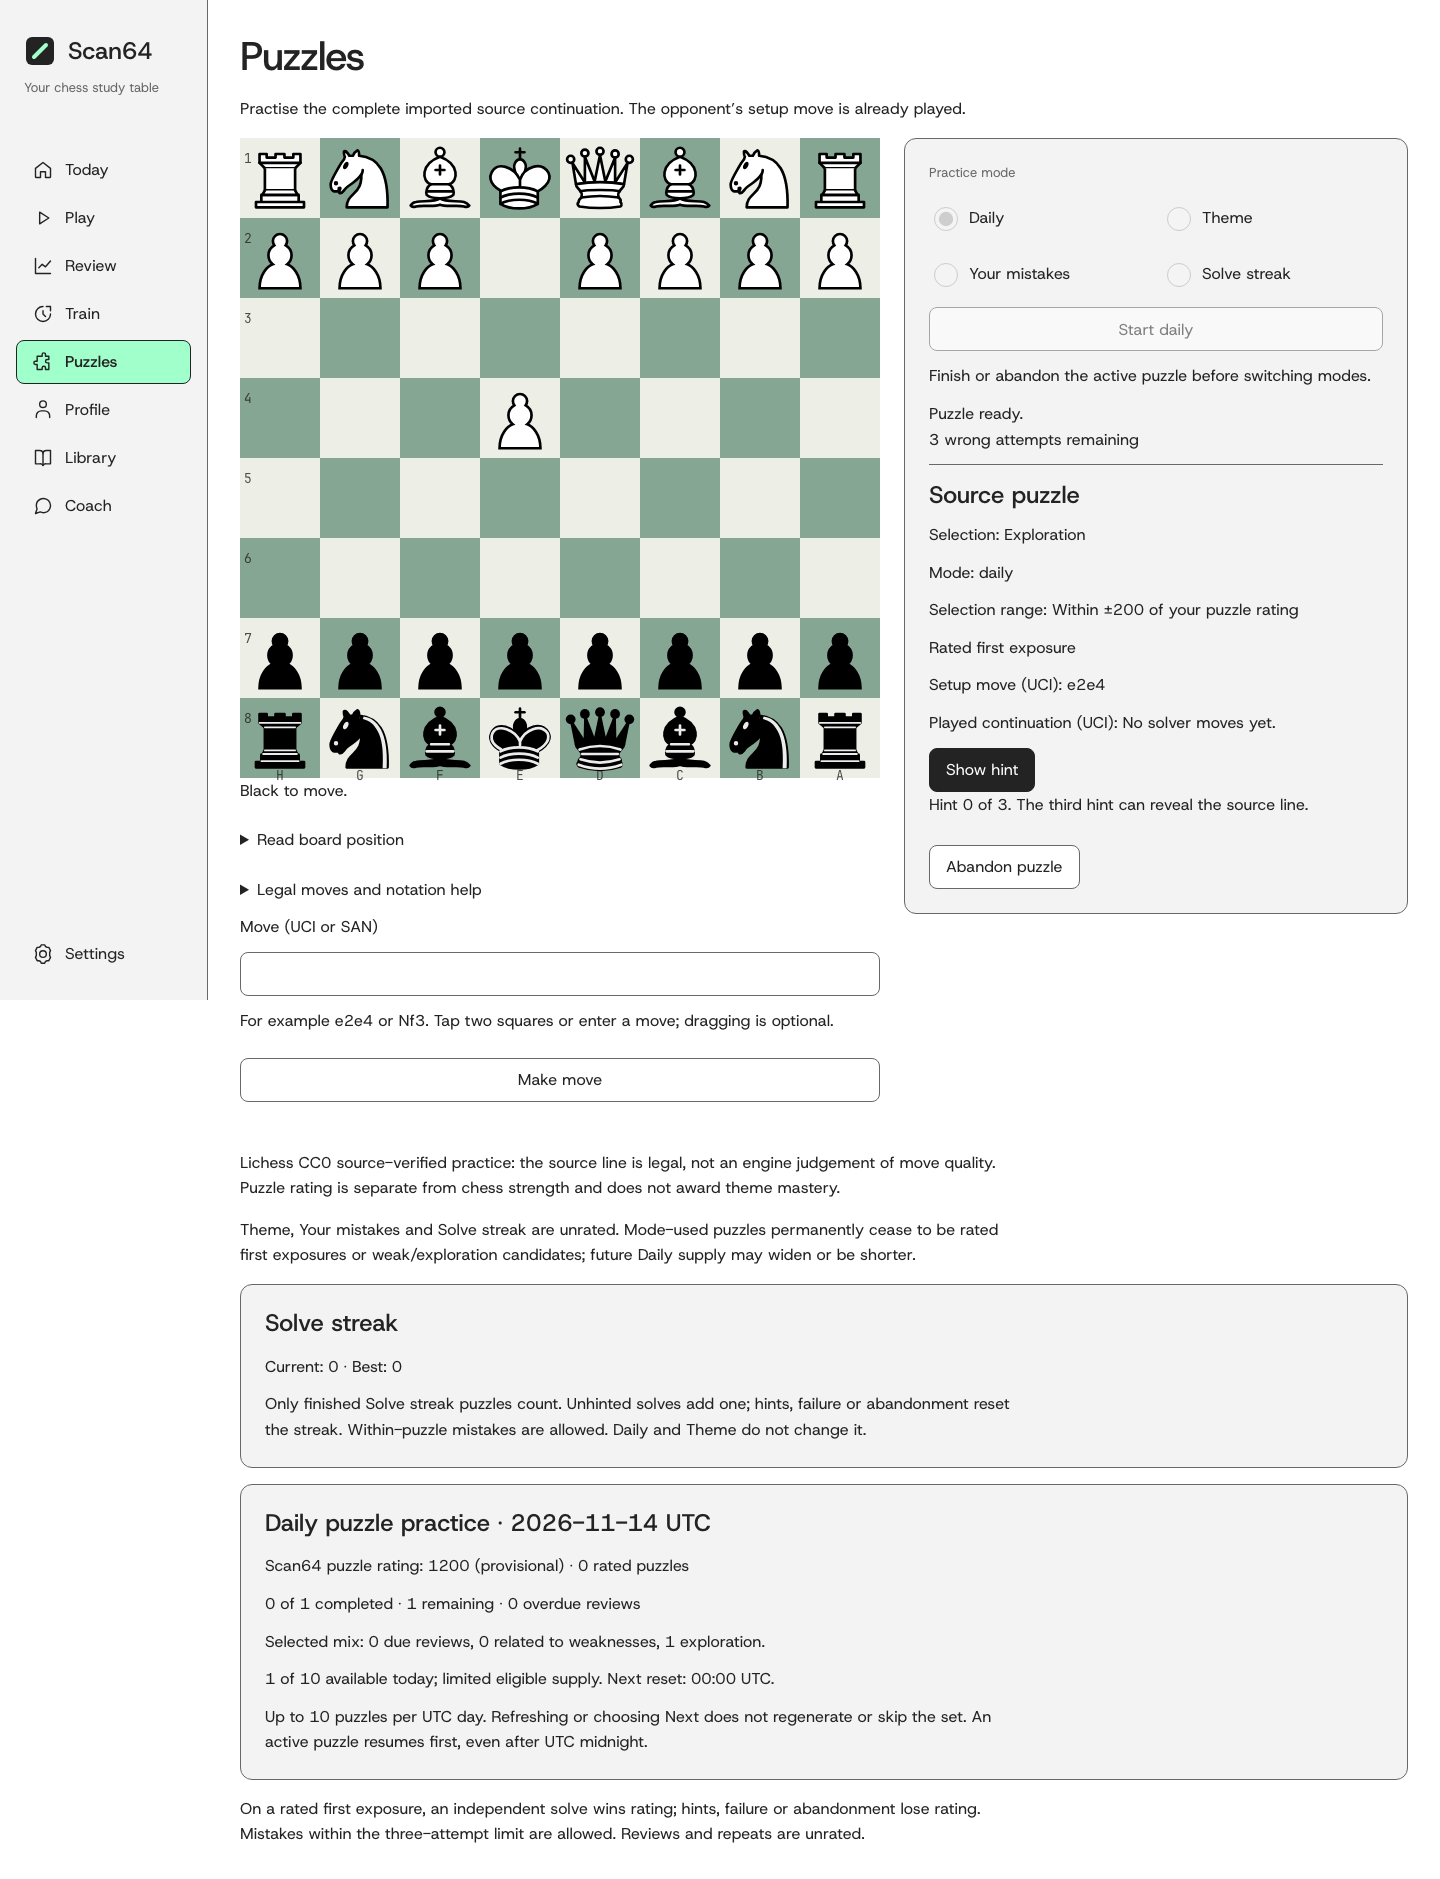 Scan64
Your chess study table
Today
Play
Review
Train
Puzzles
Profile
Library
Coach
Settings
Puzzles
Practise the complete imported source continuation. The opponent’s setup move is already played.
1
2
3
4
5
6
7
8
H G F E D C B A
Black to move.
Read board position
Legal moves and notation help
Move (UCI or SAN)
For example e2e4 or Nf3. Tap two squares or enter a move; dragging is optional.
Make move
Practice mode
Daily
Theme
Your mistakes
Solve streak
Start daily
Finish or abandon the active puzzle before switching modes.
Puzzle ready.
3 wrong attempts remaining
Source puzzle
Selection: Exploration
Mode: daily
Selection range: Within ±200 of your puzzle rating
Rated first exposure
Setup move (UCI): e2e4
Played continuation (UCI): No solver moves yet.
Show hint
Hint 0 of 3. The third hint can reveal the source line.
Abandon puzzle
Lichess CC0 source-verified practice: the source line is legal, not an engine judgement of move quality.
Puzzle rating is separate from chess strength and does not award theme mastery.
Theme, Your mistakes and Solve streak are unrated. Mode-used puzzles permanently cease to be rated
first exposures or weak/exploration candidates; future Daily supply may widen or be shorter.
Solve streak
Current: 0 · Best: 0
Only finished Solve streak puzzles count. Unhinted solves add one; hints, failure or abandonment reset
the streak. Within-puzzle mistakes are allowed. Daily and Theme do not change it.
Daily puzzle practice · 2026-11-14 UTC
Scan64 puzzle rating: 1200 (provisional) · 0 rated puzzles
0 of 1 completed · 1 remaining · 0 overdue reviews
Selected mix: 0 due reviews, 0 related to weaknesses, 1 exploration.
1 of 10 available today; limited eligible supply. Next reset: 00:00 UTC.
Up to 10 puzzles per UTC day. Refreshing or choosing Next does not regenerate or skip the set. An
active puzzle resumes first, even after UTC midnight.
On a rated first exposure, an independent solve wins rating; hints, failure or abandonment lose rating.
Mistakes within the three-attempt limit are allowed. Reviews and repeats are unrated.